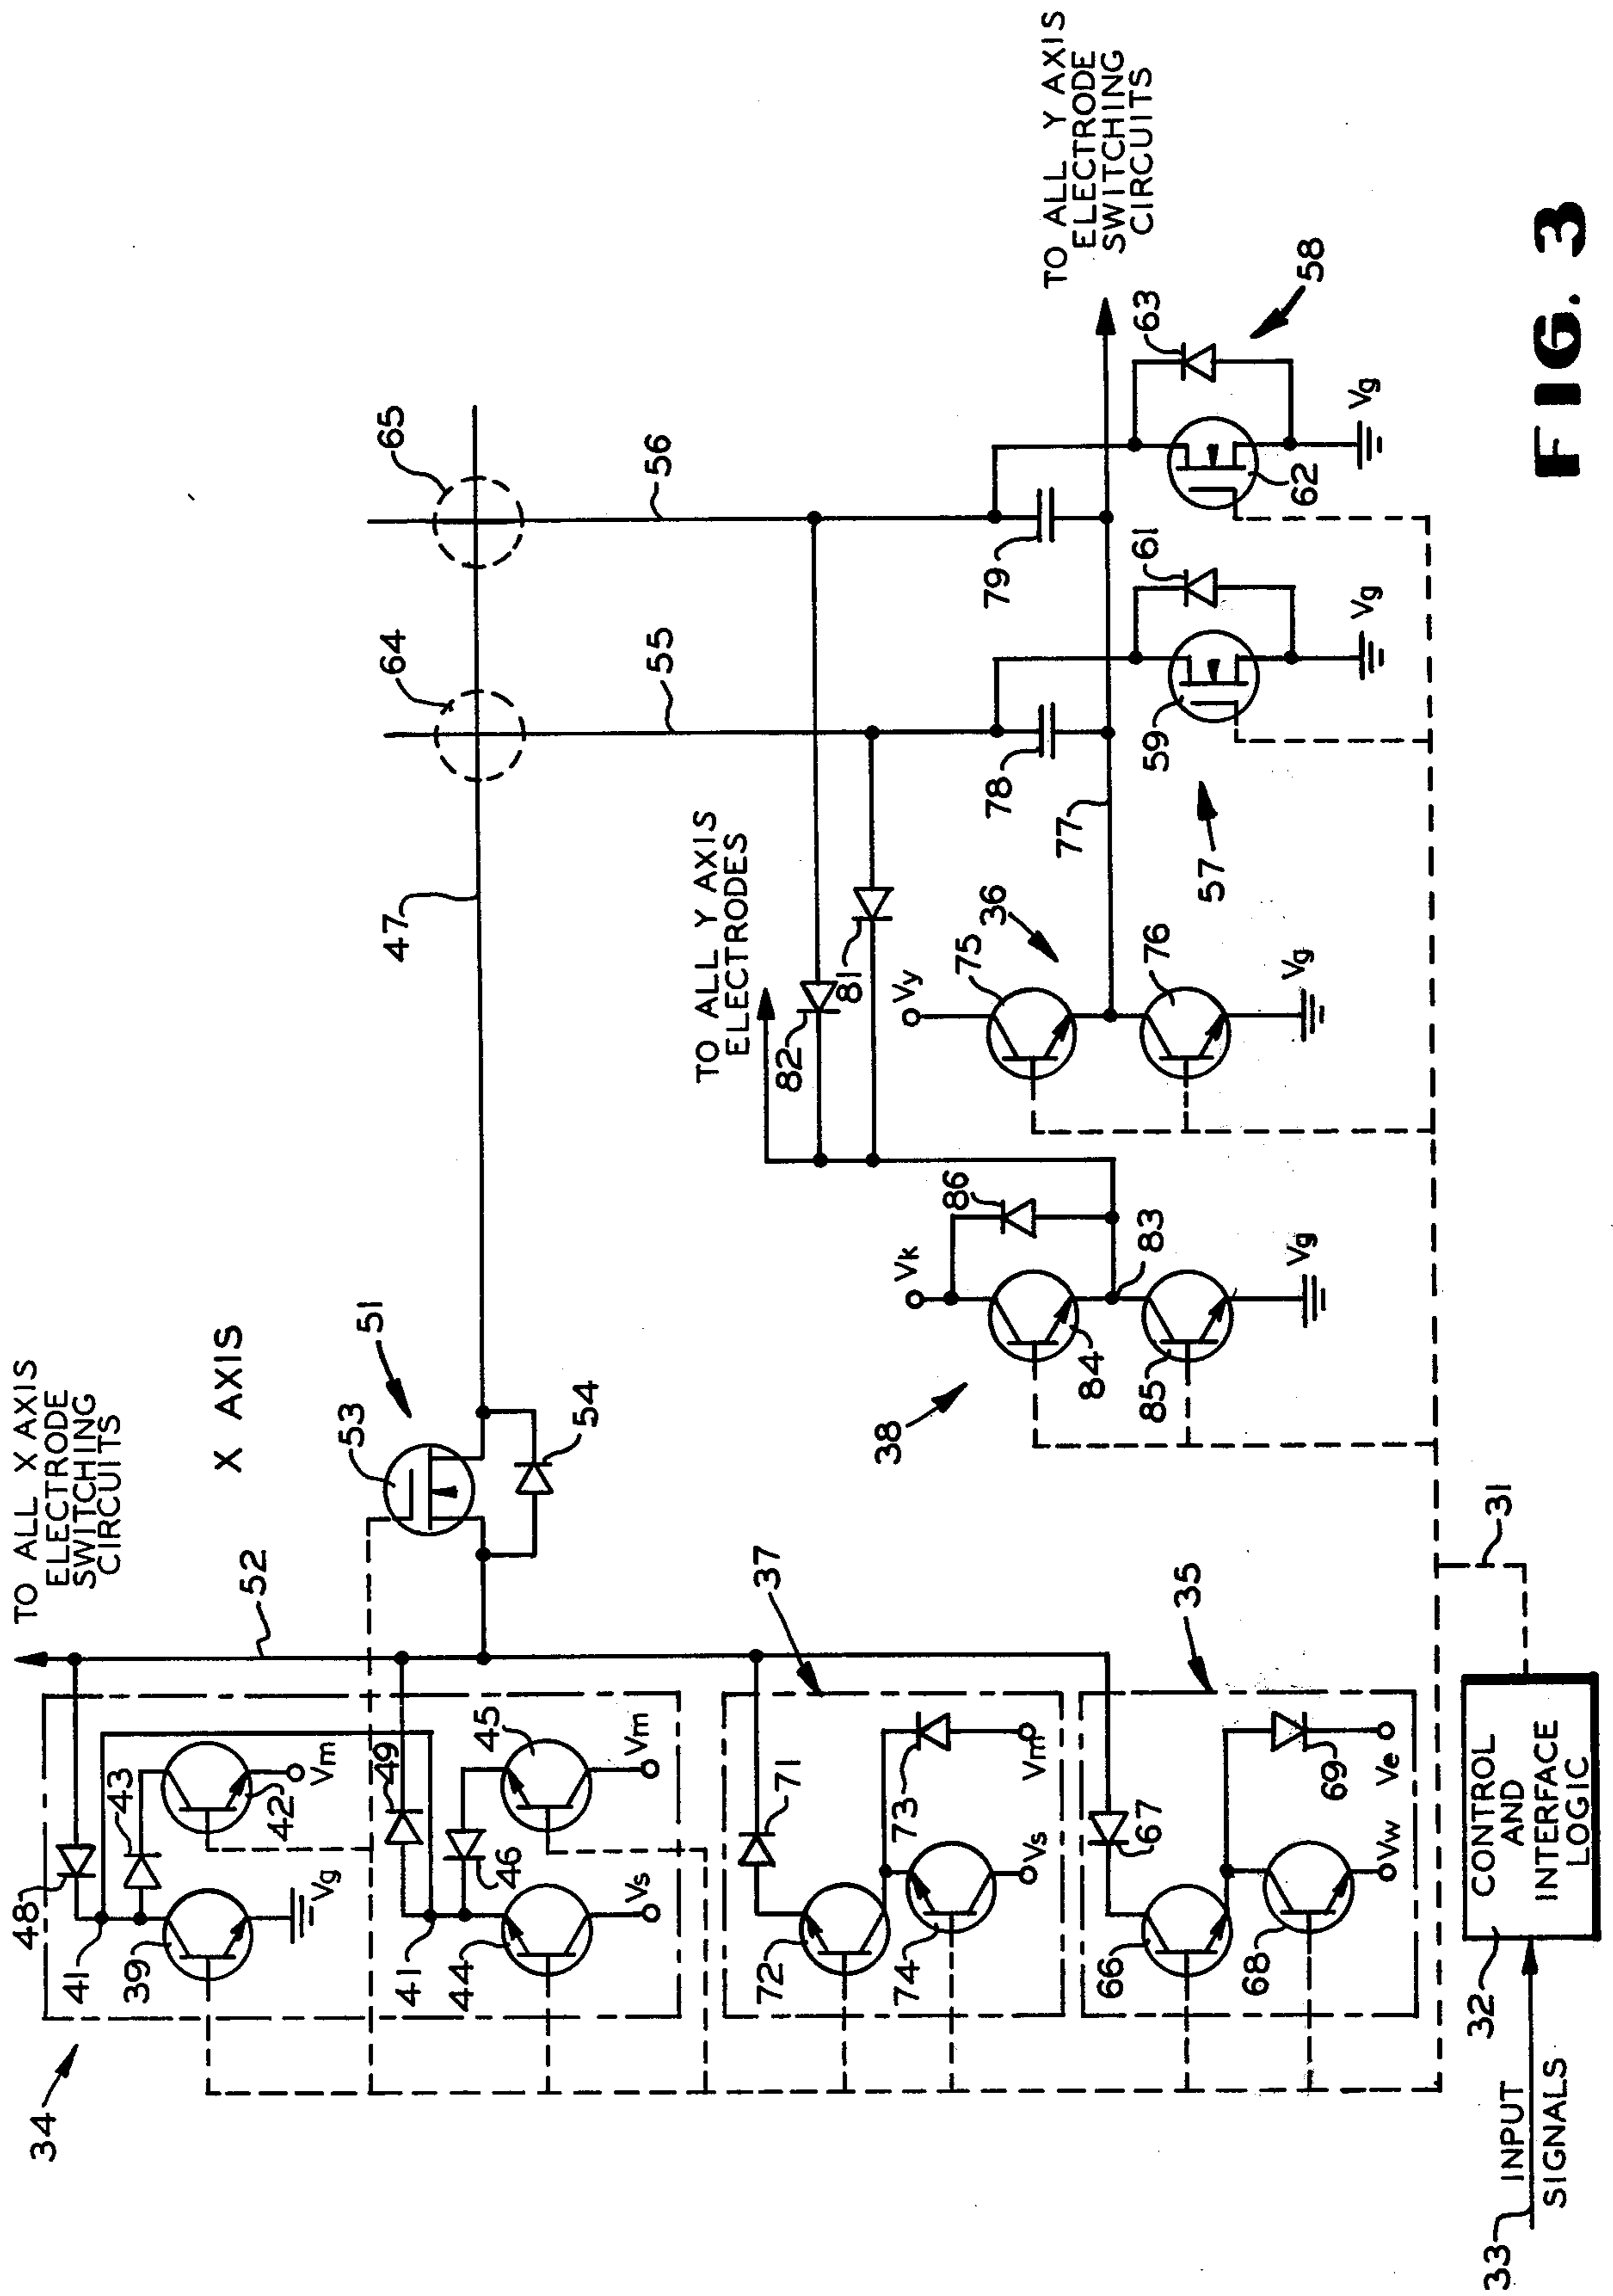 TO ALL X AXIS
ELECTRODE
SWITCHING
CIRCUITS
X AXIS
34
48
41
39
43
42
Vm
Vg
49
41
44
46
45
Vm
Vs
52
53
51
54
47
64
65
37
71
72
73
74
Vm
Vs
35
67
66
68
69
Ve
Vw
55
56
TO ALL Y AXIS
ELECTRODES
82
81
38
Vk
86
84
83
85
Vg
36
Vy
75
76
Vg
77
78
79
TO ALL Y AXIS
ELECTRODE
SWITCHING
CIRCUITS
57
59
61
Vg
58
62
63
Vg
31
32
CONTROL
AND
INTERFACE
LOGIC
33
INPUT
SIGNALS
FIG. 3